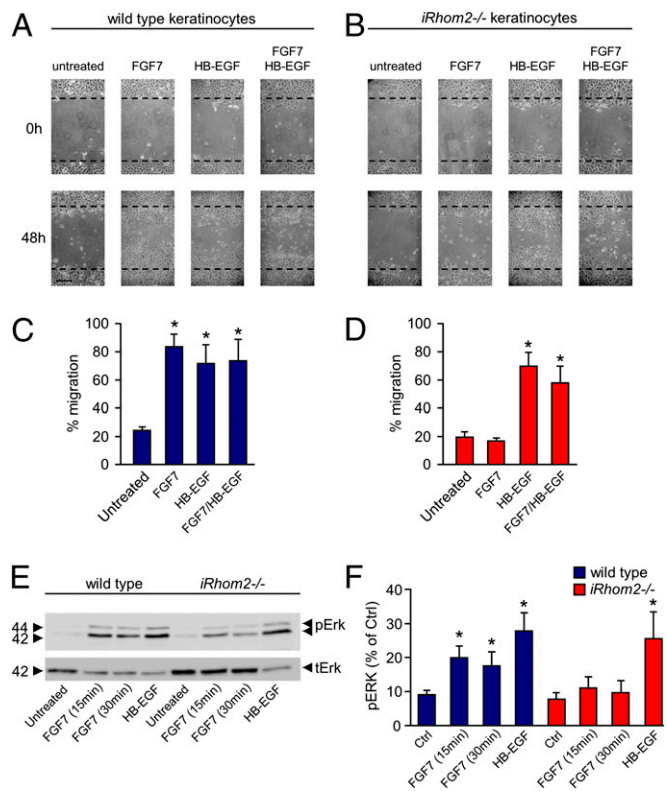 A
wild type keratinocytes
untreated
FGF7
HB-EGF
FGF7
HB-EGF
0h
48h
B
iRhom2-/- keratinocytes
untreated
FGF7
HB-EGF
FGF7
HB-EGF
C
% migration
100
80
60
40
20
0
Untreated
FGF7
HB-EGF
FGF7/HB-EGF
D
% migration
100
80
60
40
20
0
Untreated
FGF7
HB-EGF
FGF7/HB-EGF
E
wild type
iRhom2-/-
44
42
pErk
42
tErk
Untreated
FGF7 (15min)
FGF7 (30min)
HB-EGF
Untreated
FGF7 (15min)
FGF7 (30min)
HB-EGF
F
wild type
iRhom2-/-
pERK (% of Ctrl)
40
30
20
10
0
Ctrl
FGF7 (15min)
FGF7 (30min)
HB-EGF
Ctrl
FGF7 (15min)
FGF7 (30min)
HB-EGF